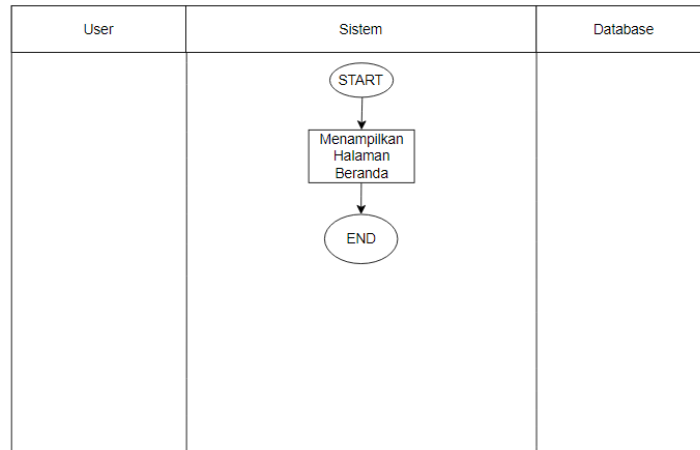 User
Sistem
Database
START
Menampilkan
Halaman
Beranda
END